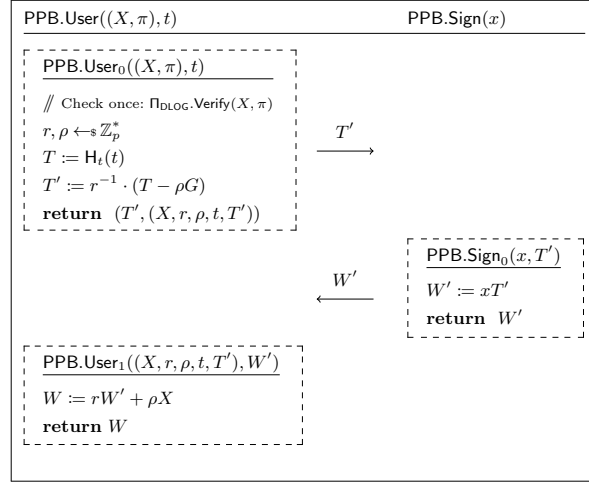 PPB.User((X, π), t) PPB.Sign(x)
PPB.User₀((X, π), t)
// Check once: Π_DLOG.Verify(X, π)
r, ρ ←$ ℤ*_p
T := H_t(t)
T′ := r⁻¹ · (T − ρG)
return (T′, (X, r, ρ, t, T′))
T′
PPB.Sign₀(x, T′)
W′ := xT′
return W′
W′
PPB.User₁((X, r, ρ, t, T′), W′)
W := rW′ + ρX
return W